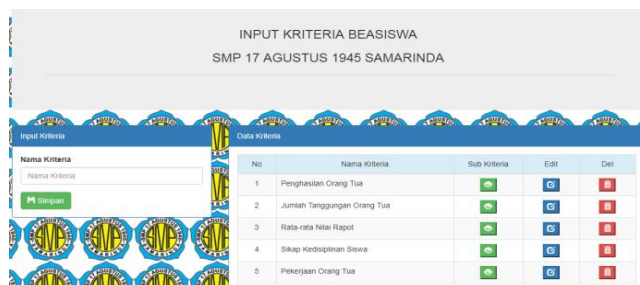 INPUT KRITERIA BEASISWA
SMP 17 AGUSTUS 1945 SAMARINDA
Input Kriteria
Nama Kriteria
Nama Kriteria
Simpan
Data Kriteria
No Nama Kriteria Sub Kriteria Edit Del
1 Penghasilan Orang Tua
2 Jumlah Tanggungan Orang Tua
3 Rata-rata Nilai Rapot
4 Sikap Kedisiplinan Siswa
5 Pekerjaan Orang Tua